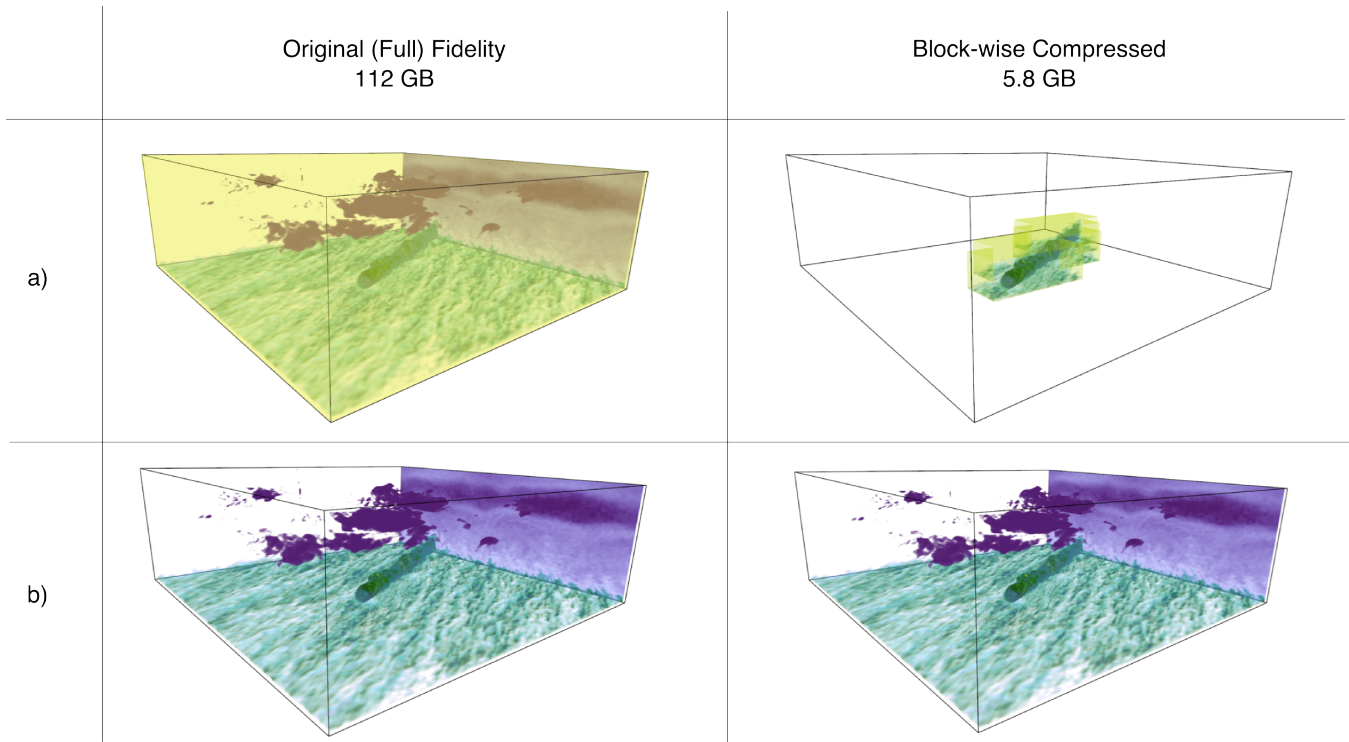 Original (Full) Fidelity
112 GB
Block-wise Compressed
5.8 GB
a)
b)